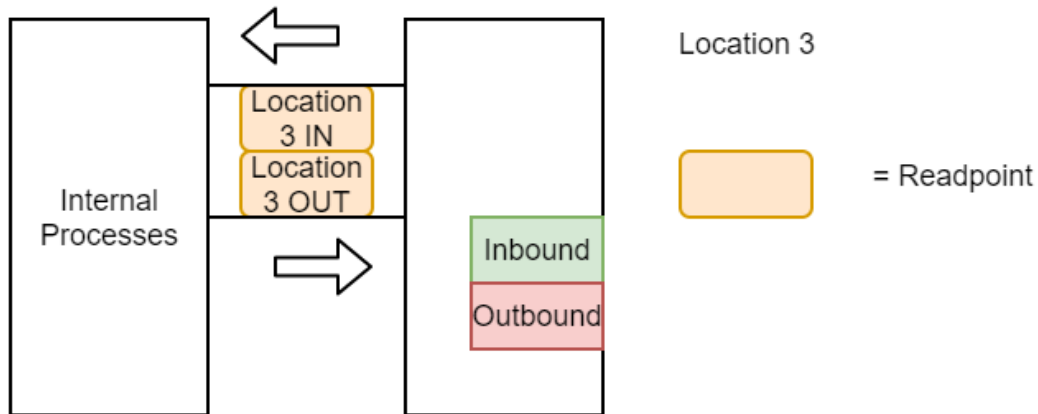 Location 3
Location
3 IN
Location
3 OUT
= Readpoint
Internal
Processes
Inbound
Outbound